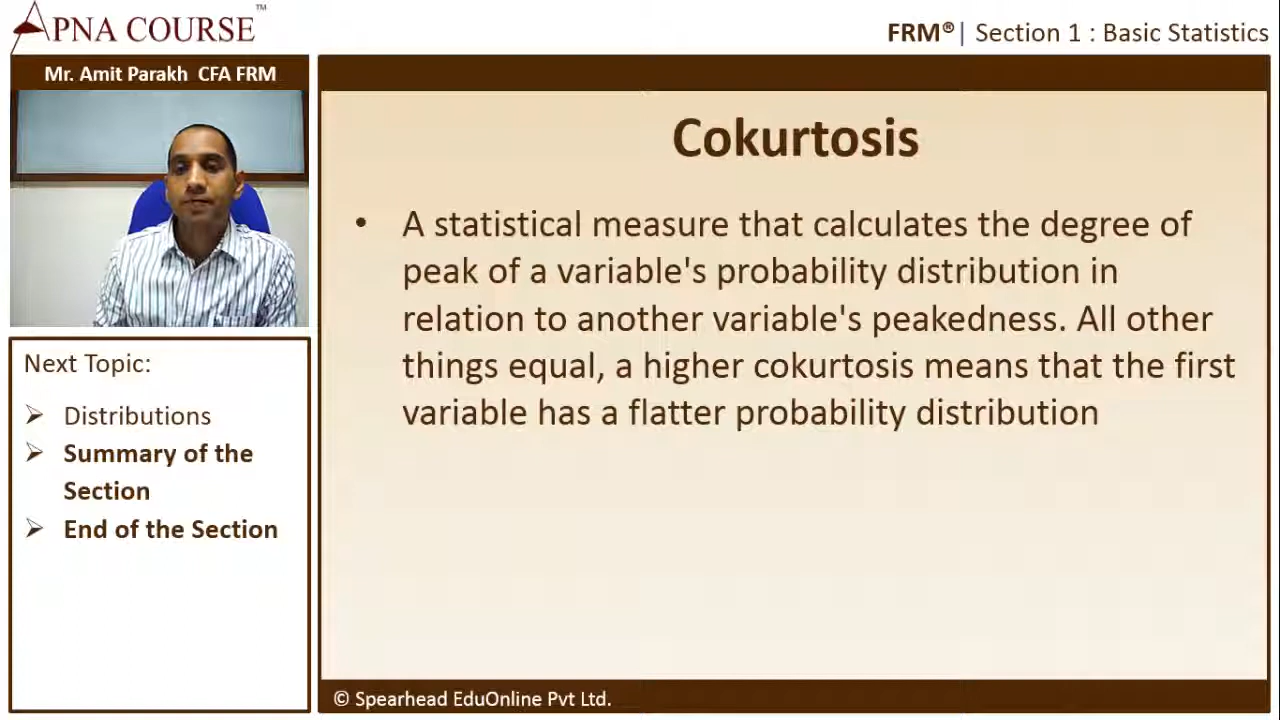 APNA COURSE™
FRM®| Section 1 : Basic Statistics
Mr. Amit Parakh CFA FRM
Next Topic:
➢ Distributions
➢ Summary of the
Section
➢ End of the Section
Cokurtosis
• A statistical measure that calculates the degree of
peak of a variable's probability distribution in
relation to another variable's peakedness. All other
things equal, a higher cokurtosis means that the first
variable has a flatter probability distribution
© Spearhead EduOnline Pvt Ltd.